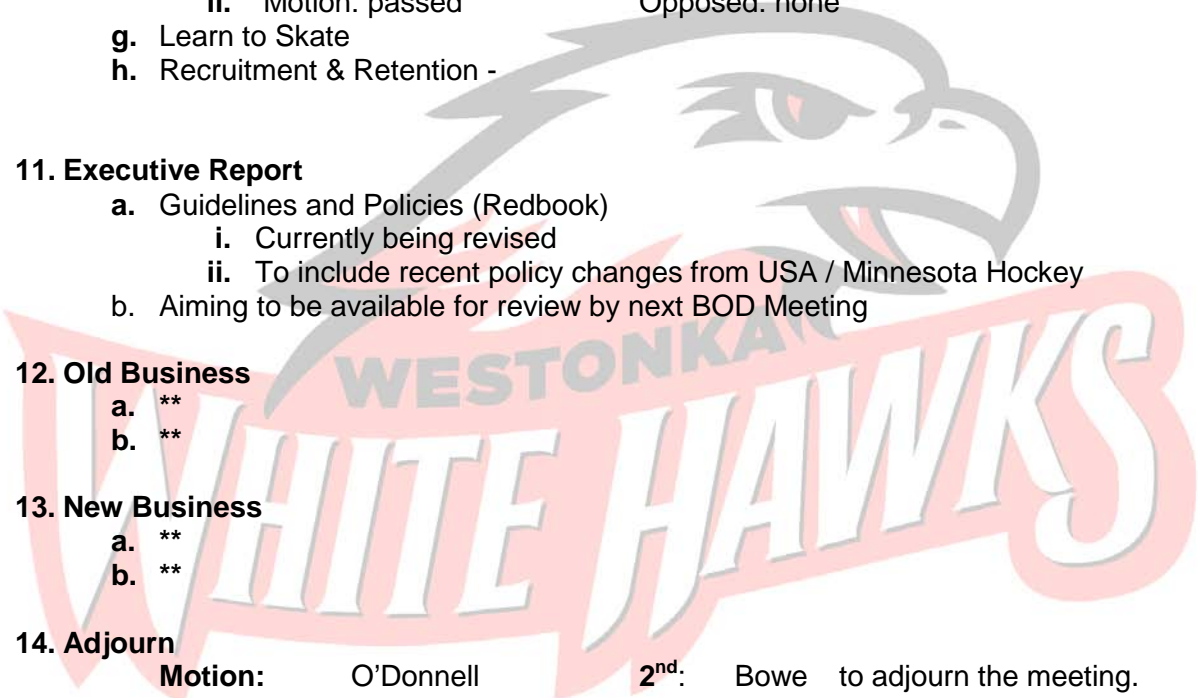 ii. Motion: passed Opposed: none
g. Learn to Skate
h. Recruitment & Retention -
11. Executive Report
a. Guidelines and Policies (Redbook)
i. Currently being revised
ii. To include recent policy changes from USA / Minnesota Hockey
b. Aiming to be available for review by next BOD Meeting
WESTONKA
WHITE HAWKS
12. Old Business
a. **
b. **
13. New Business
a. **
b. **
14. Adjourn
Motion: O'Donnell 2nd: Bowe to adjourn the meeting.